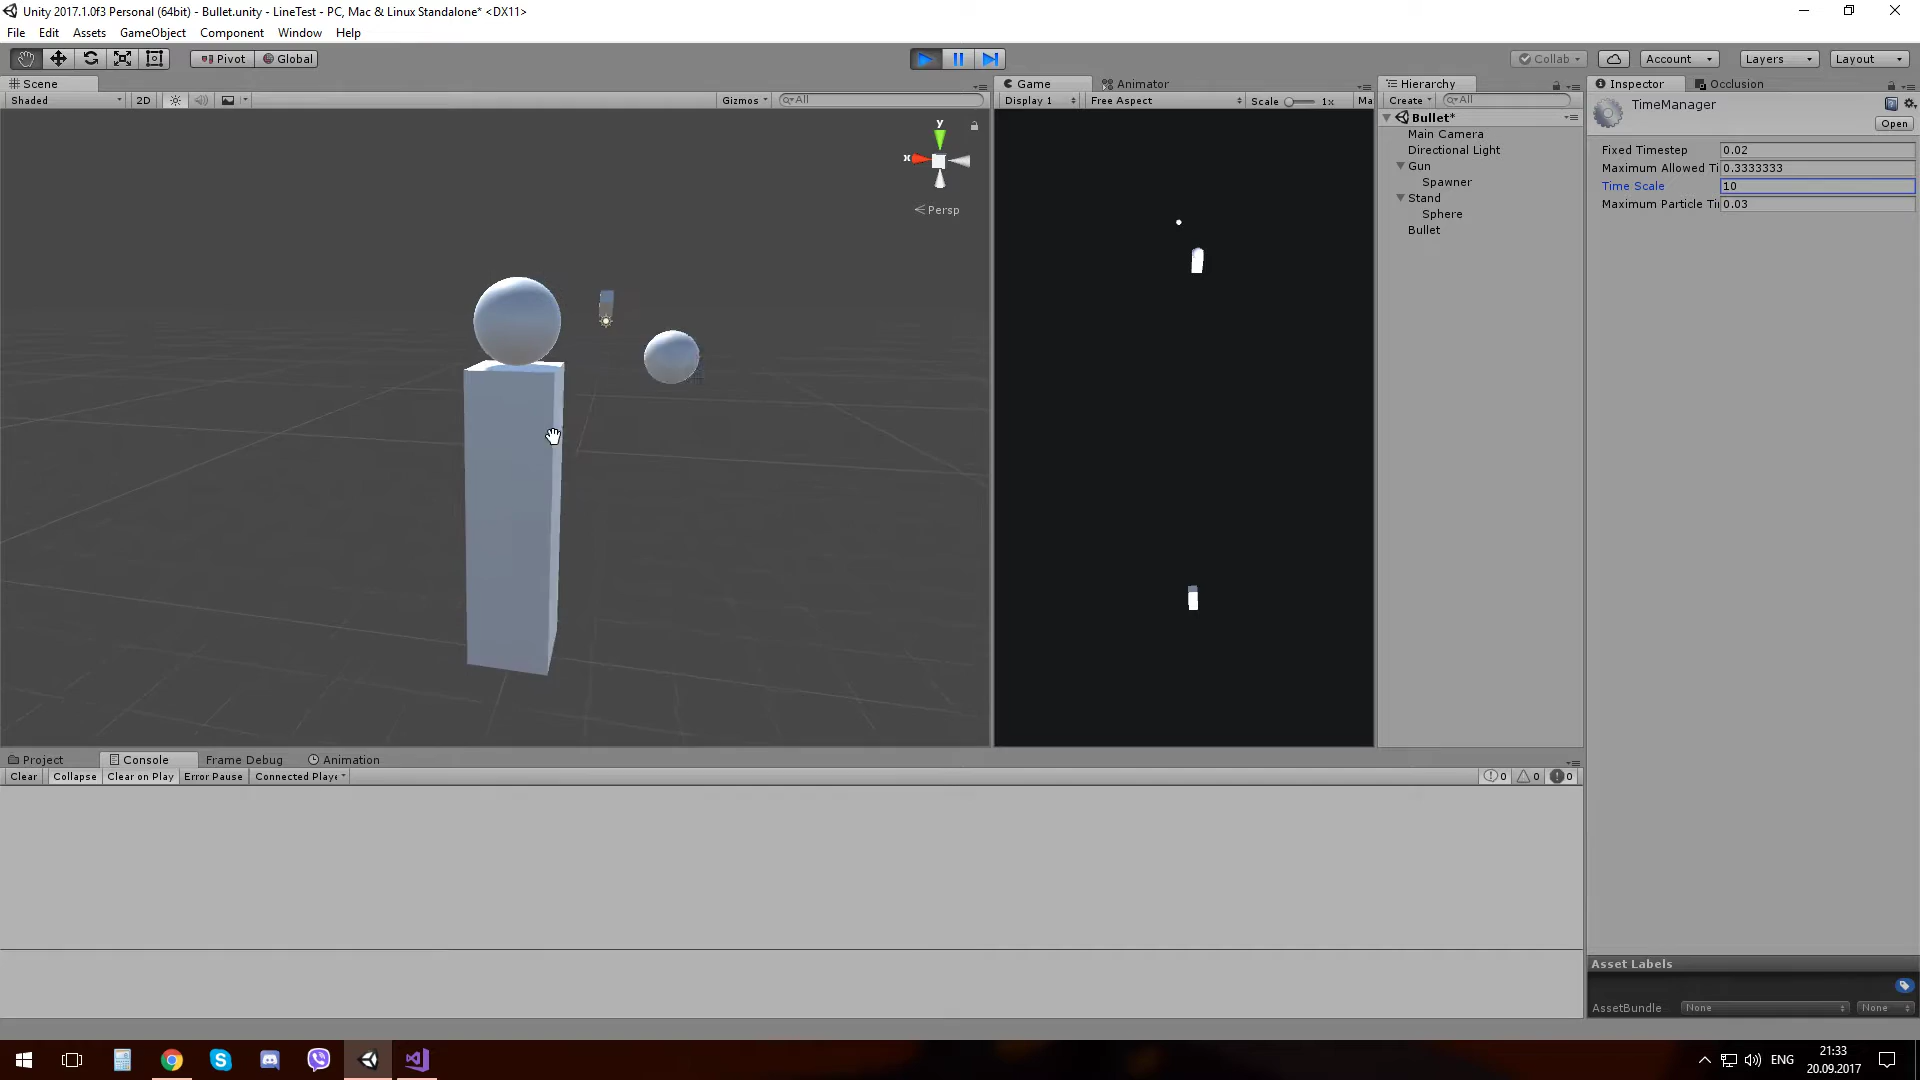 Unity 2017.1.0f3 Personal (64bit) - Bullet.unity - LineTest - PC, Mac & Linux Standalone* <DX11>
File Edit Assets GameObject Component Window Help
Pivot Global Collab Account Layers Layout
Scene
Shaded 2D Gizmos All
y
x
Persp
Game Animator
Display 1 Free Aspect Scale 1x Ma
Hierarchy
Create All
Bullet*
Main Camera
Directional Light
Gun
Spawner
Stand
Sphere
Bullet
Inspector Occlusion
TimeManager
Open
Fixed Timestep 0.02
Maximum Allowed Ti 0.3333333
Time Scale 10
Maximum Particle Ti 0.03
Project Console Frame Debug Animation
Clear Collapse Clear on Play Error Pause Connected Playe
0 0 0
Asset Labels
AssetBundle None None
ENG
21:33
20.09.2017